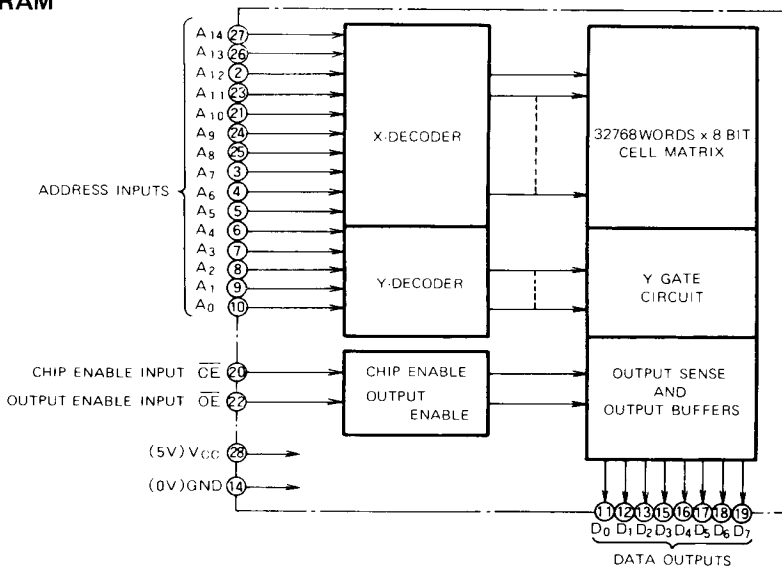 RAM
A14 27
A13 26
A12 2
A11 23
A10 21
A9 24
A8 25
A7 3
A6 4
A5 5
A4 6
A3 7
A2 8
A1 9
A0 10
ADDRESS INPUTS
X-DECODER
Y-DECODER
32768WORDS x 8 BIT
CELL MATRIX
Y GATE
CIRCUIT
CHIP ENABLE INPUT CE 20
OUTPUT ENABLE INPUT OE 22
CHIP ENABLE
OUTPUT
ENABLE
OUTPUT SENSE
AND
OUTPUT BUFFERS
(5V) VCC 28
(0V) GND 14
11 12 13 15 16 17 18 19
D0 D1 D2 D3 D4 D5 D6 D7
DATA OUTPUTS